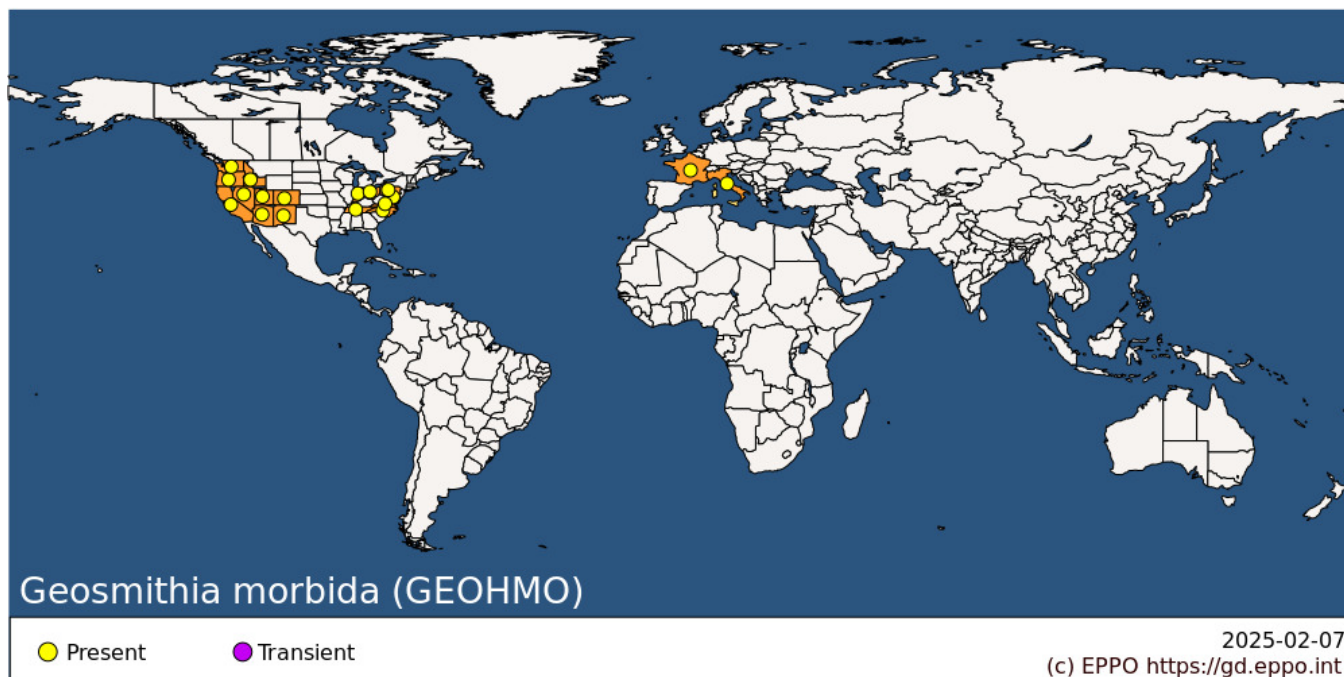 Geosmithia morbida (GEOHMO)
Present
Transient
2025-02-07
(c) EPPO https://gd.eppo.int